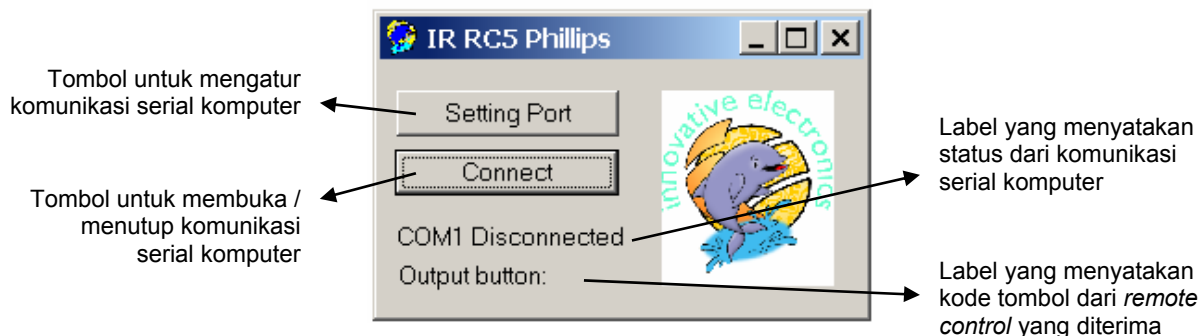 IR RC5 Phillips
Tombol untuk mengatur
komunikasi serial komputer
Setting Port
innovative electronics
Connect
Label yang menyatakan
status dari komunikasi
serial komputer
Tombol untuk membuka /
menutup komunikasi
serial komputer
COM1 Disconnected
Output button:
Label yang menyatakan
kode tombol dari remote
control yang diterima